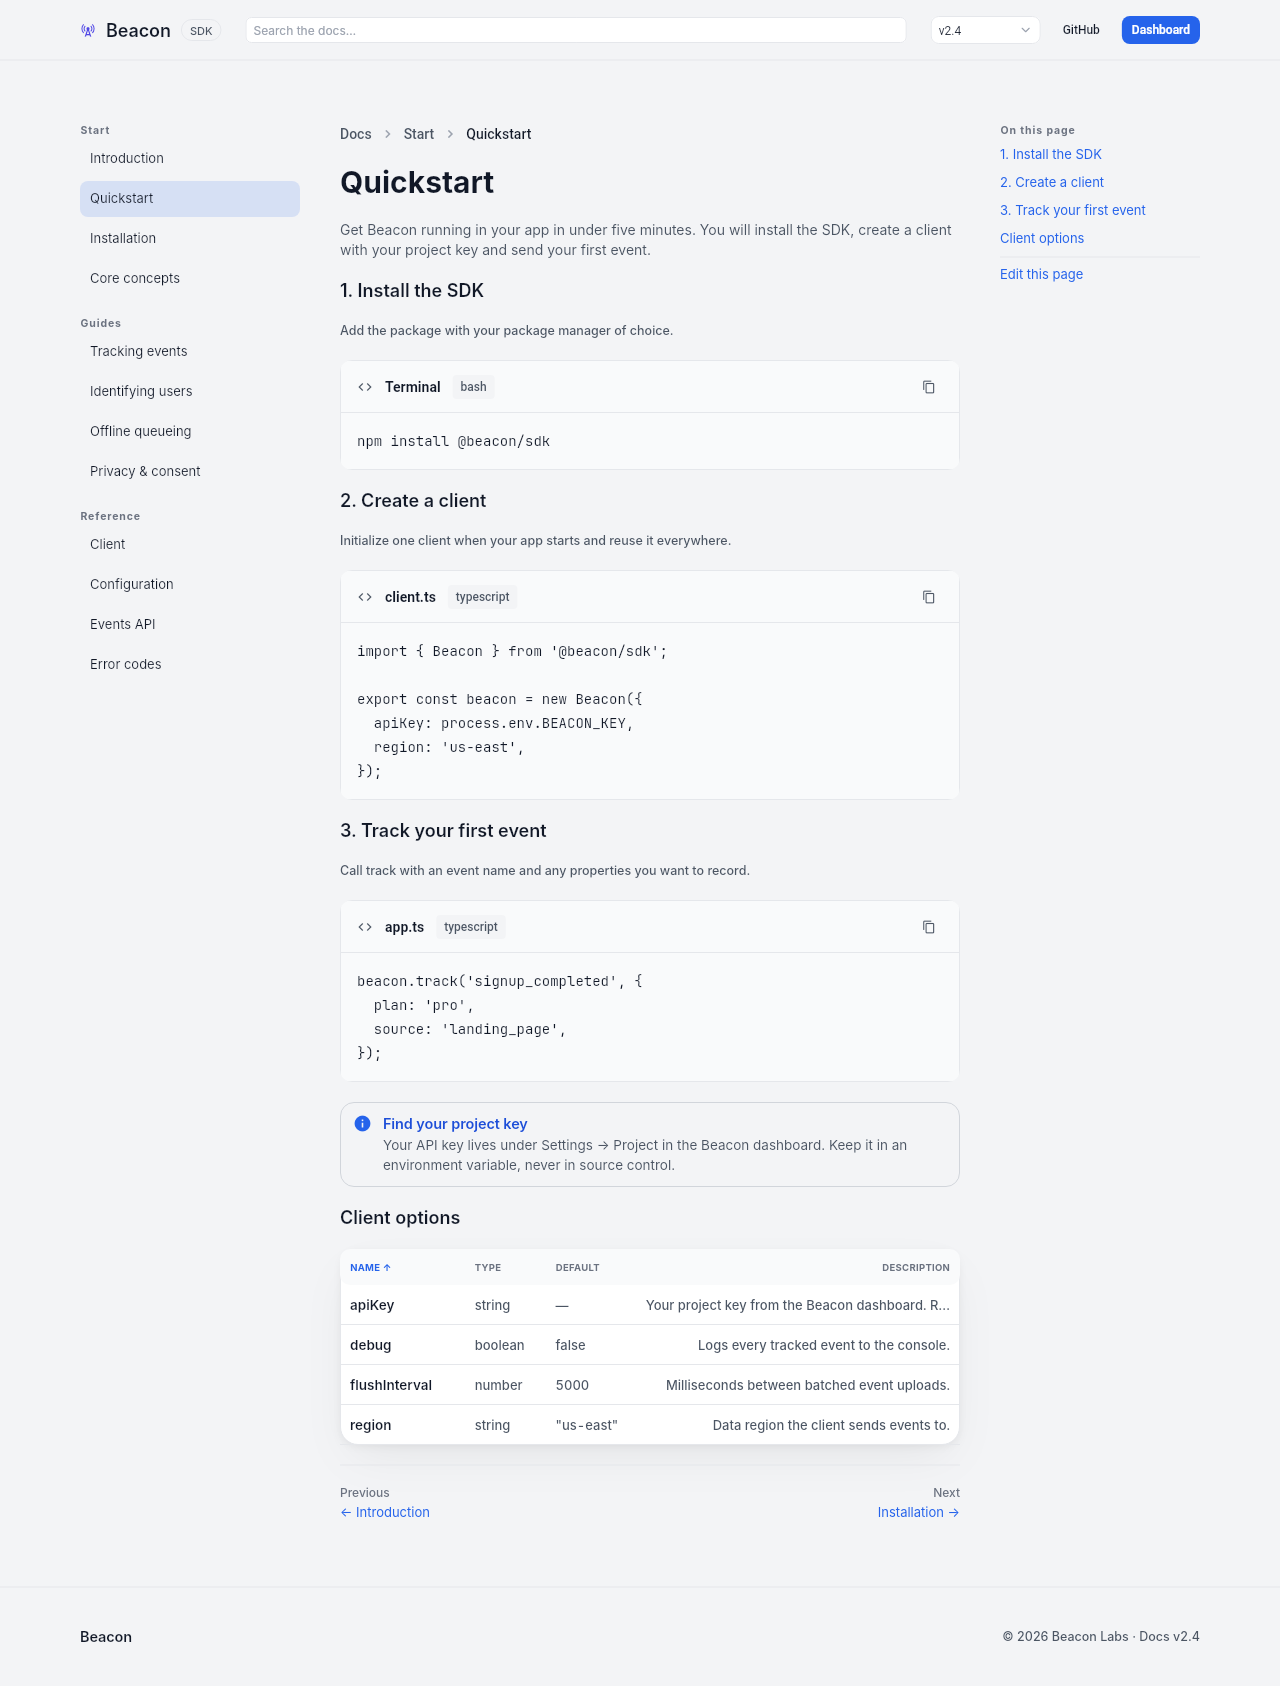 Beacon SDK Search the docs... v2.4 GitHub Dashboard
Start
Introduction
Quickstart
Installation
Core concepts
Guides
Tracking events
Identifying users
Offline queueing
Privacy & consent
Reference
Client
Configuration
Events API
Error codes
Docs > Start > Quickstart
Quickstart
Get Beacon running in your app in under five minutes. You will install the SDK, create a client
with your project key and send your first event.
1. Install the SDK
Add the package with your package manager of choice.
<> Terminal bash
npm install @beacon/sdk
2. Create a client
Initialize one client when your app starts and reuse it everywhere.
<> client.ts typescript
import { Beacon } from '@beacon/sdk';
export const beacon = new Beacon({
  apiKey: process.env.BEACON_KEY,
  region: 'us-east',
});
3. Track your first event
Call track with an event name and any properties you want to record.
<> app.ts typescript
beacon.track('signup_completed', {
  plan: 'pro',
  source: 'landing_page',
});
Find your project key
Your API key lives under Settings → Project in the Beacon dashboard. Keep it in an
environment variable, never in source control.
Client options
NAME ↑ TYPE DEFAULT DESCRIPTION
apiKey string — Your project key from the Beacon dashboard. R...
debug boolean false Logs every tracked event to the console.
flushInterval number 5000 Milliseconds between batched event uploads.
region string "us-east" Data region the client sends events to.
Previous
← Introduction
Next
Installation →
On this page
1. Install the SDK
2. Create a client
3. Track your first event
Client options
Edit this page
Beacon
© 2026 Beacon Labs · Docs v2.4